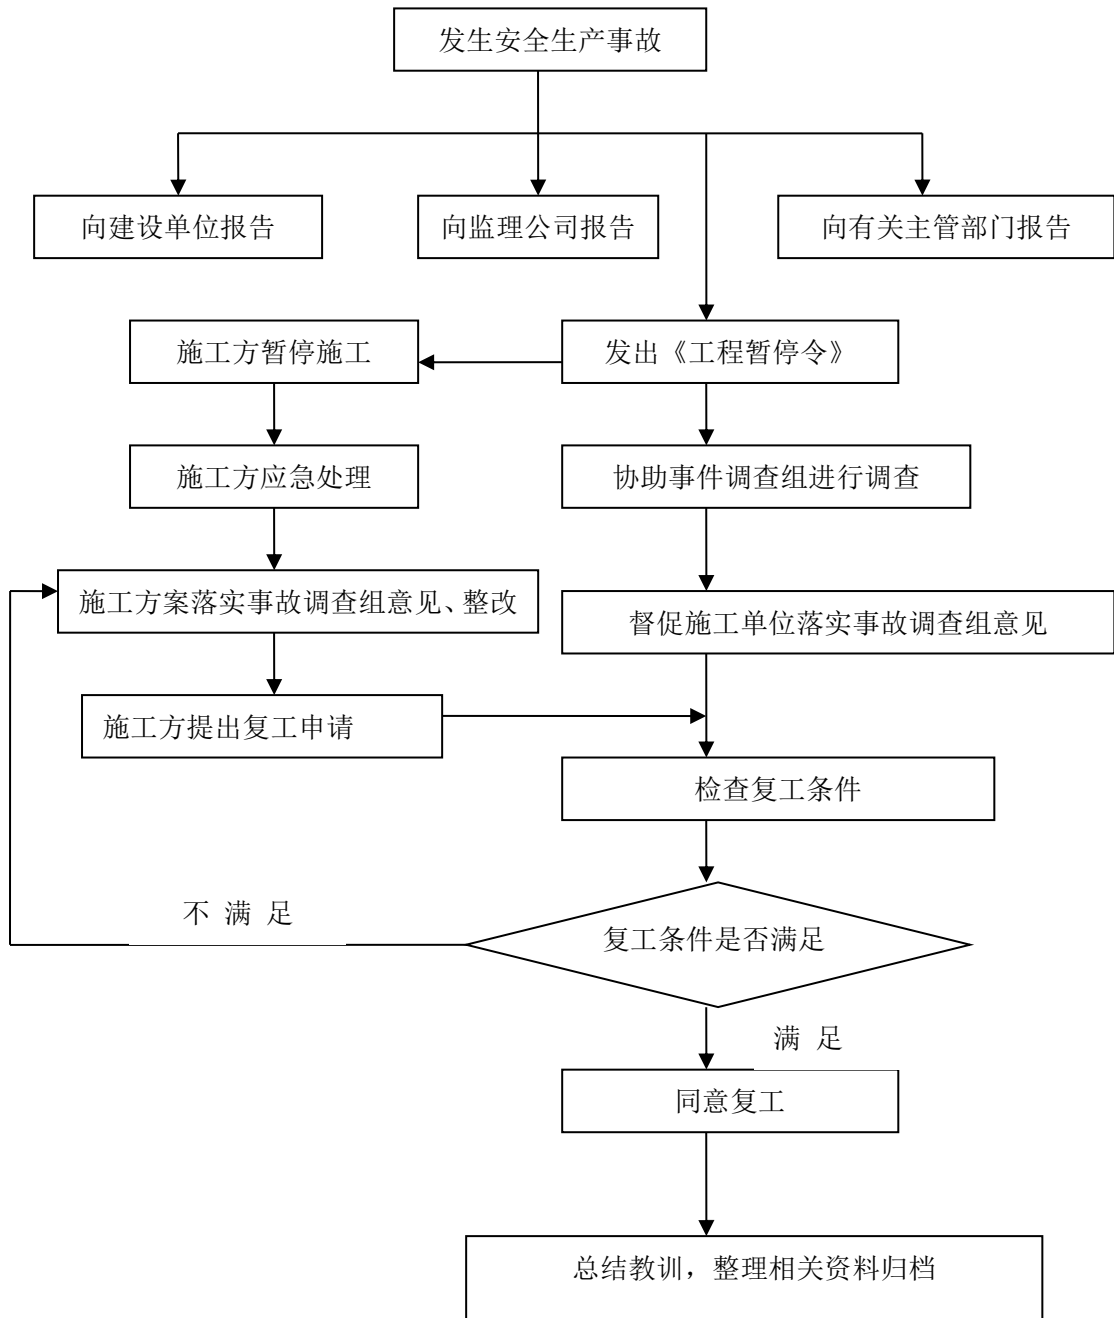 发生安全生产事故
向建设单位报告
向监理公司报告
向有关主管部门报告
施工方暂停施工
发出《工程暂停令》
施工方应急处理
协助事件调查组进行调查
施工方案落实事故调查组意见、整改
督促施工单位落实事故调查组意见
施工方提出复工申请
检查复工条件
不 满 足
复工条件是否满足
满 足
同意复工
总结教训，整理相关资料归档